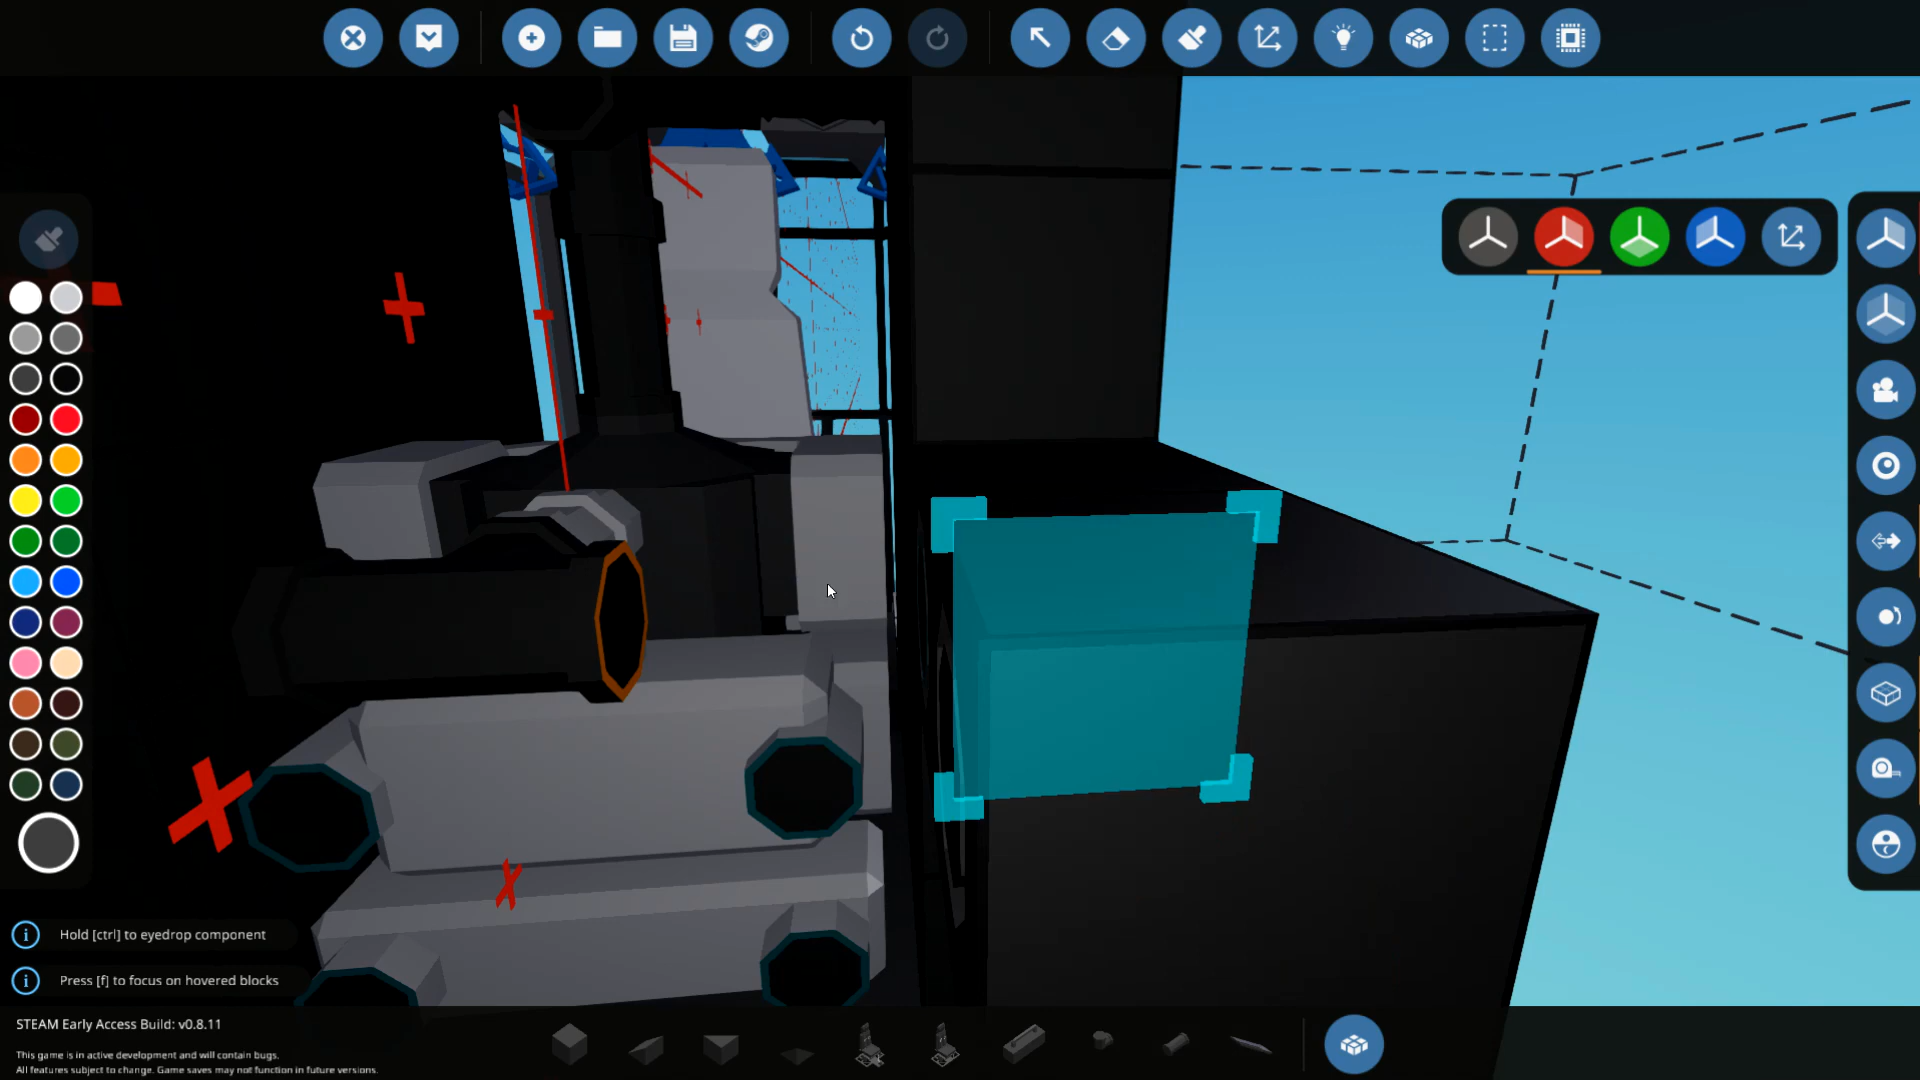 Hold [ctrl] to eyedrop component
Press [f] to focus on hovered blocks
STEAM Early Access Build: v0.8.11
This game is in active development and will contain bugs.
All features subject to change. Game saves may not function in future versions.